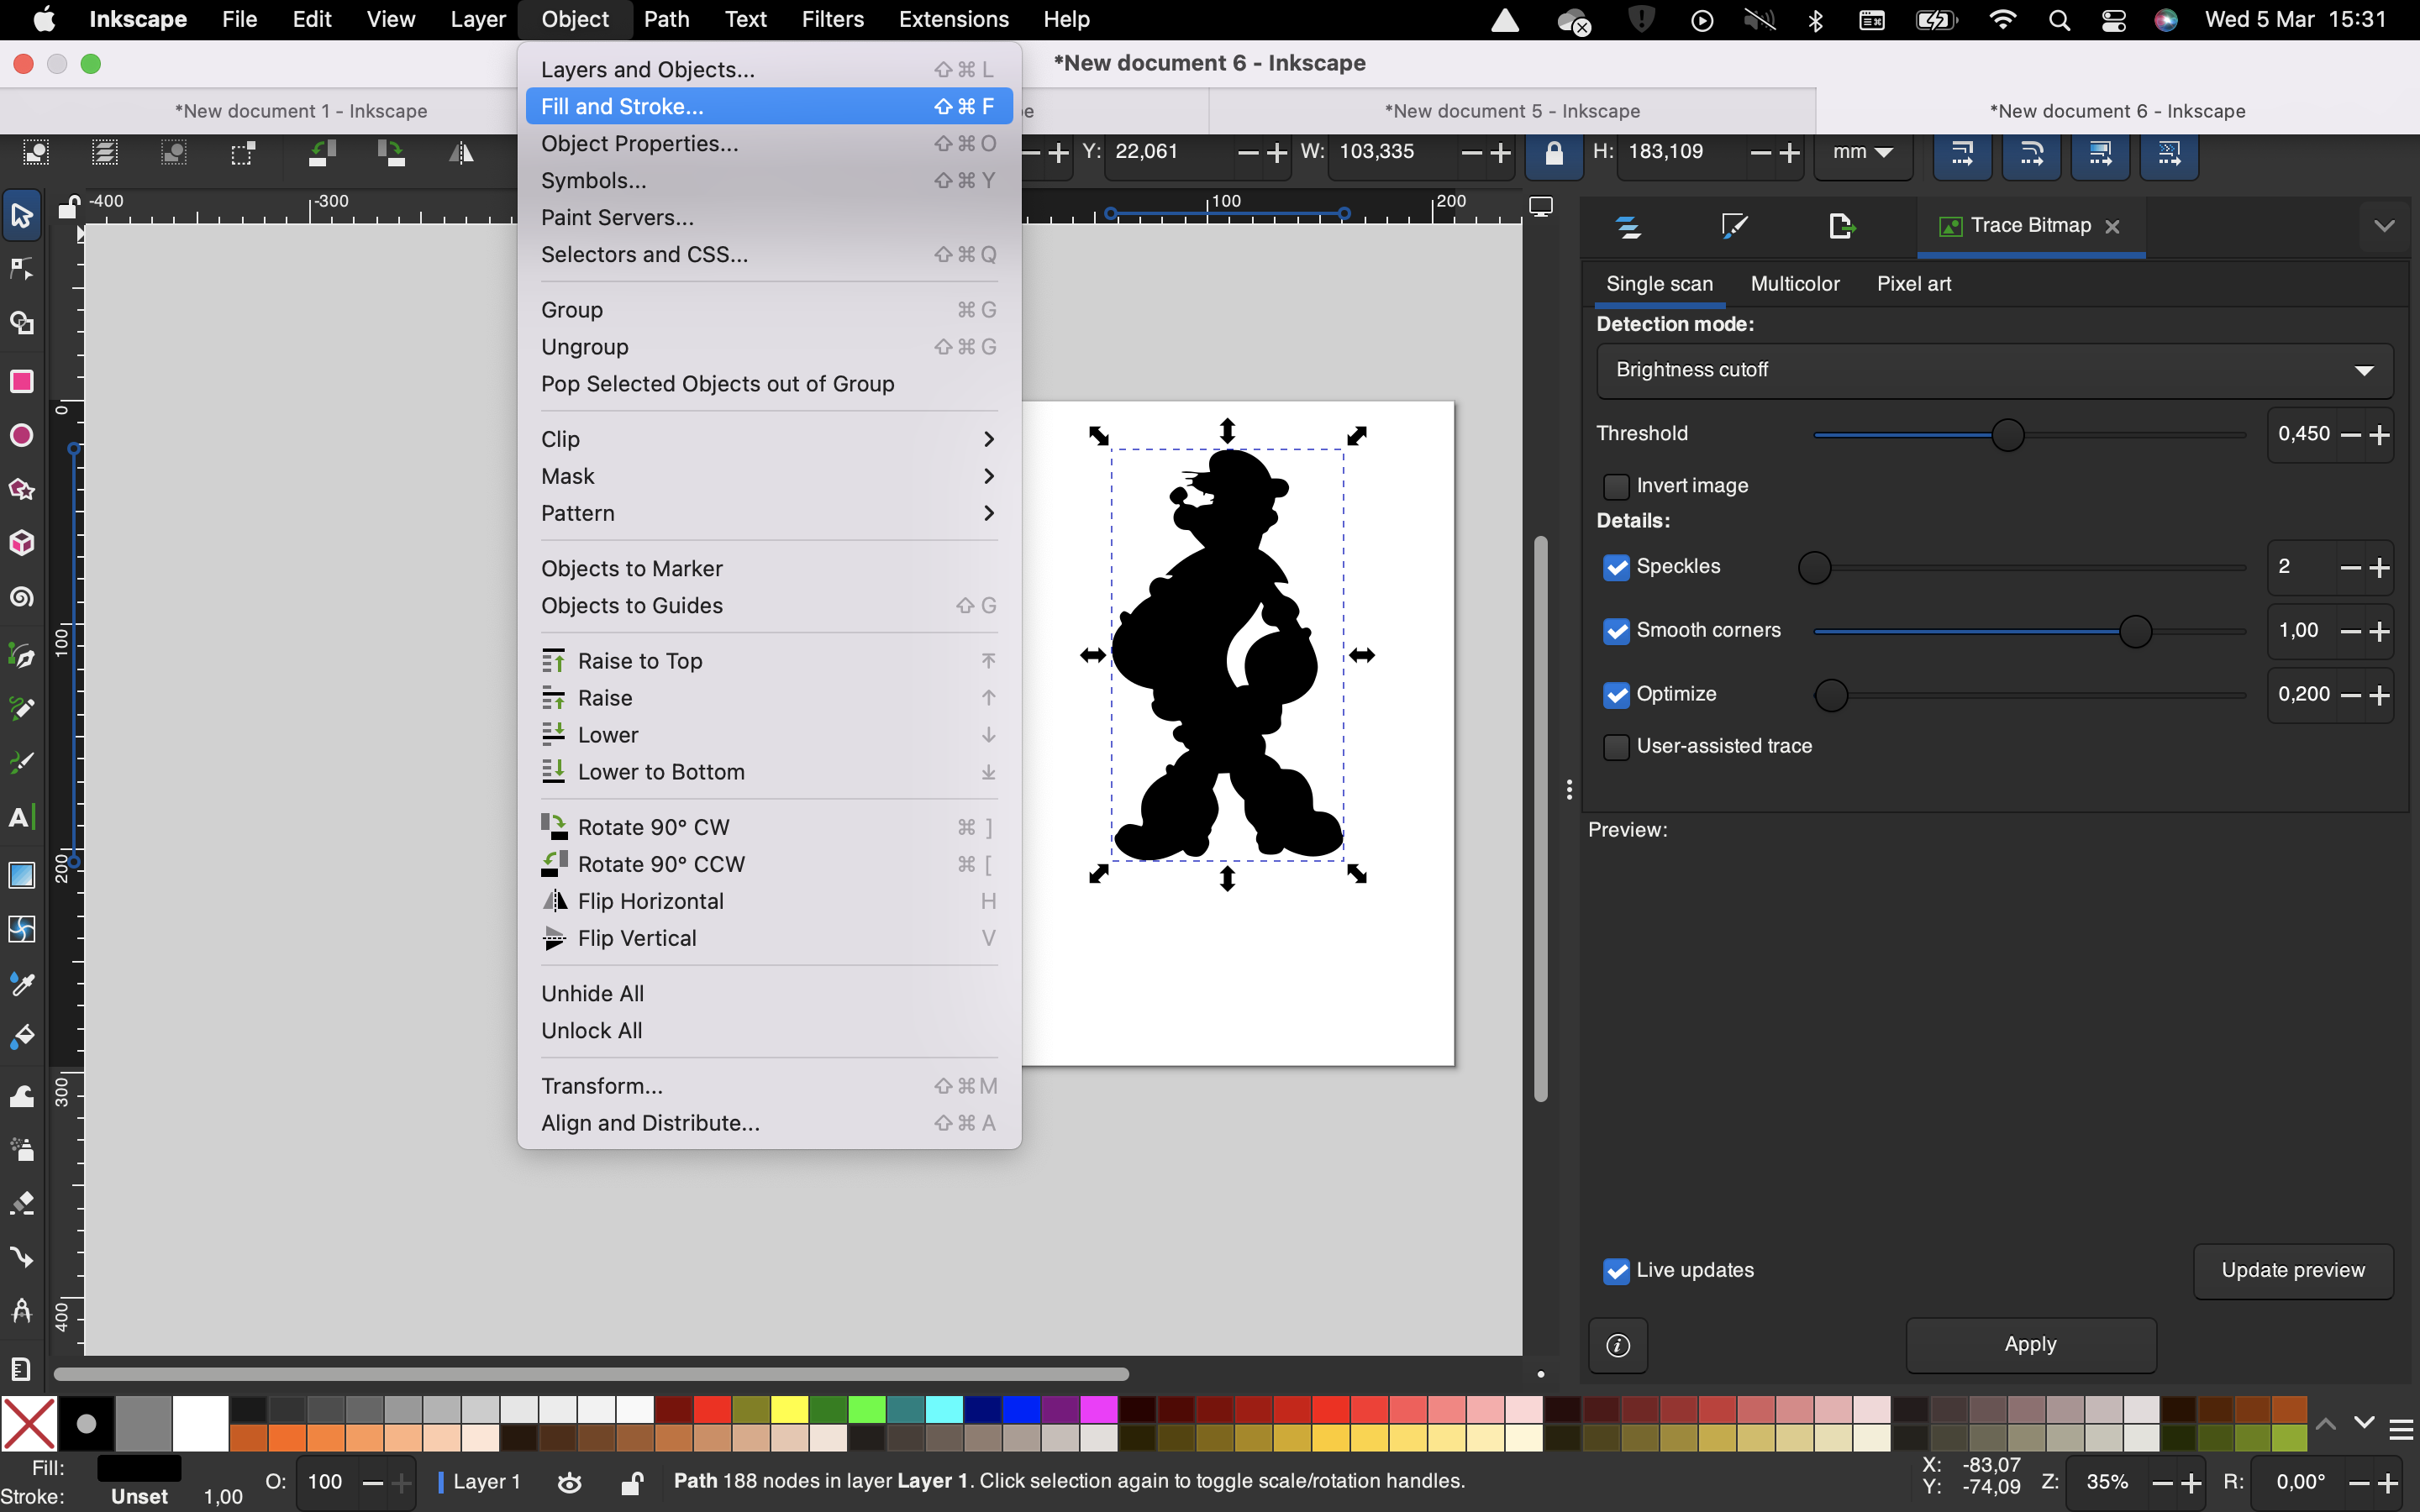 Inkscape File Edit View Layer Object Path Text Filters Extensions Help Wed 5 Mar 15:31
*New document 6 - Inkscape
*New document 1 - Inkscape *New document 5 - Inkscape *New document 6 - Inkscape
Y: 22,061 W: 103,335 H: 183,109 mm
-400 -300 100 200
0
100
200
300
400
Layers and Objects... ⇧⌘L
Fill and Stroke... ⇧⌘F
Object Properties... ⇧⌘O
Symbols... ⇧⌘Y
Paint Servers...
Selectors and CSS... ⇧⌘Q
Group ⌘G
Ungroup ⇧⌘G
Pop Selected Objects out of Group
Clip
Mask
Pattern
Objects to Marker
Objects to Guides ⇧G
Raise to Top
Raise ↑
Lower ↓
Lower to Bottom
Rotate 90° CW ⌘]
Rotate 90° CCW ⌘[
Flip Horizontal H
Flip Vertical V
Unhide All
Unlock All
Transform... ⇧⌘M
Align and Distribute... ⇧⌘A
Trace Bitmap
Single scan Multicolor Pixel art
Detection mode:
Brightness cutoff
Threshold 0,450
Invert image
Details:
Speckles 2
Smooth corners 1,00
Optimize 0,200
User-assisted trace
Preview:
Live updates Update preview
Apply
Fill:
Stroke: Unset 1,00
O: 100 Layer 1 Path 188 nodes in layer Layer 1. Click selection again to toggle scale/rotation handles.
X: -83,07
Y: -74,09
Z: 35% R: 0,00°